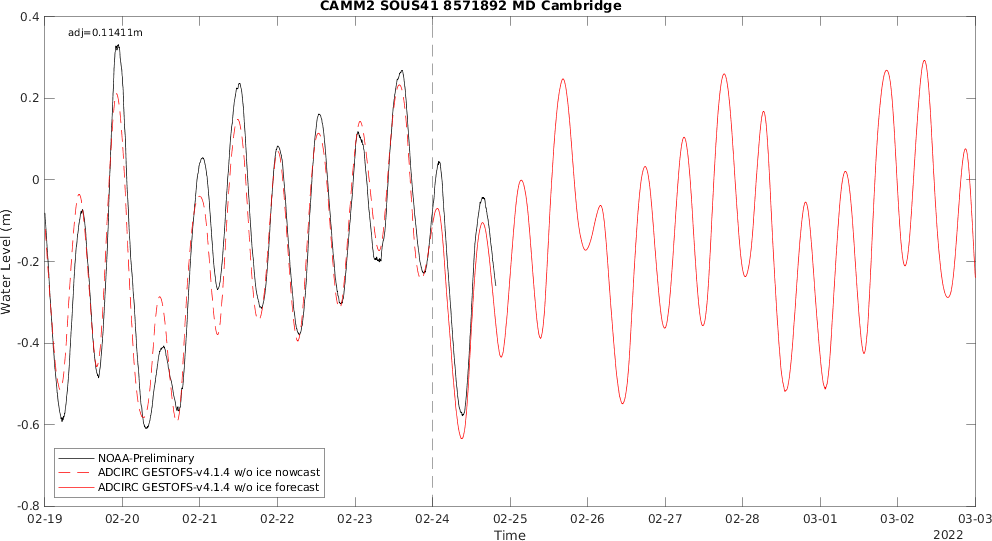 CAMM2 SOUS41 8571892 MD Cambridge
adj=0.11411m
0.4
0.2
0
-0.2
-0.4
-0.6
-0.8
Water Level (m)
NOAA-Preliminary
ADCIRC GESTOFS-v4.1.4 w/o ice nowcast
ADCIRC GESTOFS-v4.1.4 w/o ice forecast
02-19 02-20 02-21 02-22 02-23 02-24 02-25 02-26 02-27 02-28 03-01 03-02 03-03
Time
2022